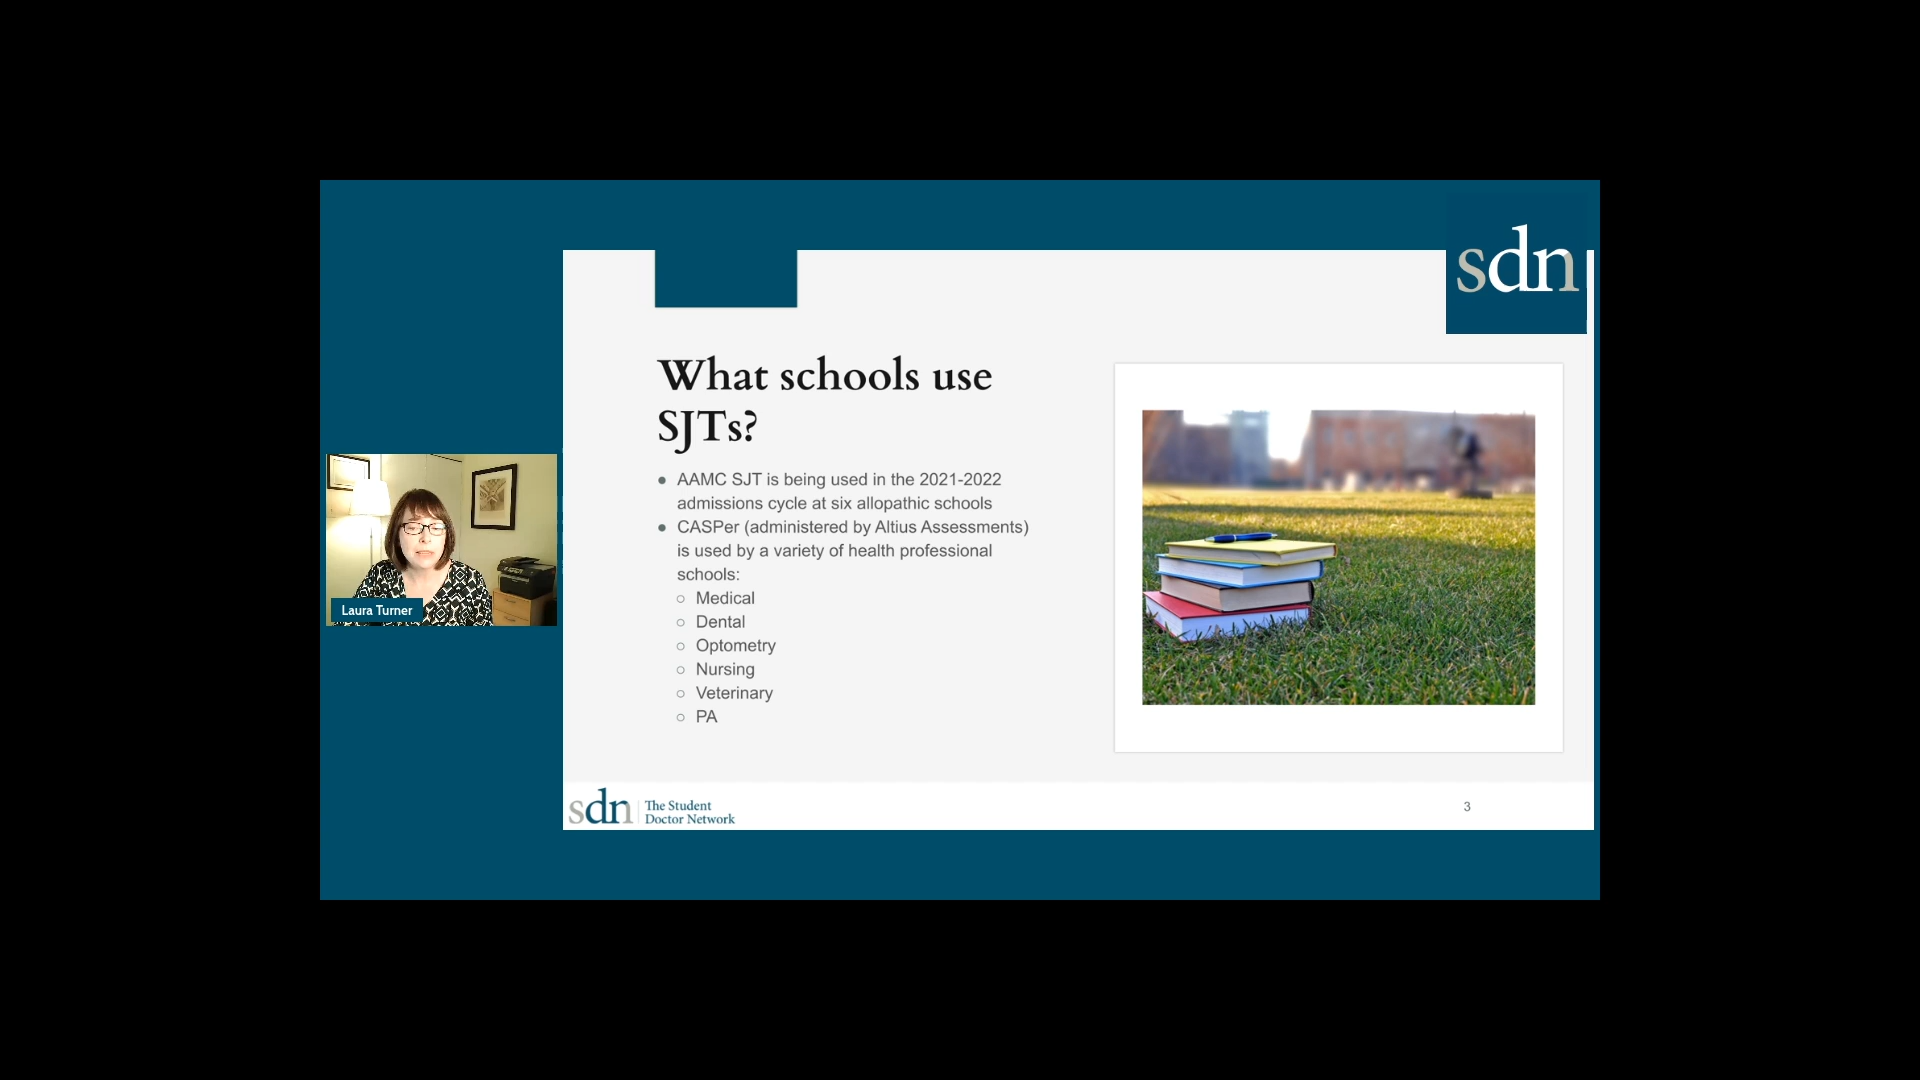 sdn
What schools use
SJTs?
● AAMC SJT is being used in the 2021-2022
admissions cycle at six allopathic schools
● CASPer (administered by Altius Assessments)
is used by a variety of health professional
schools:
○ Medical
○ Dental
○ Optometry
○ Nursing
○ Veterinary
○ PA
Laura Turner
sdn The Student
Doctor Network
3